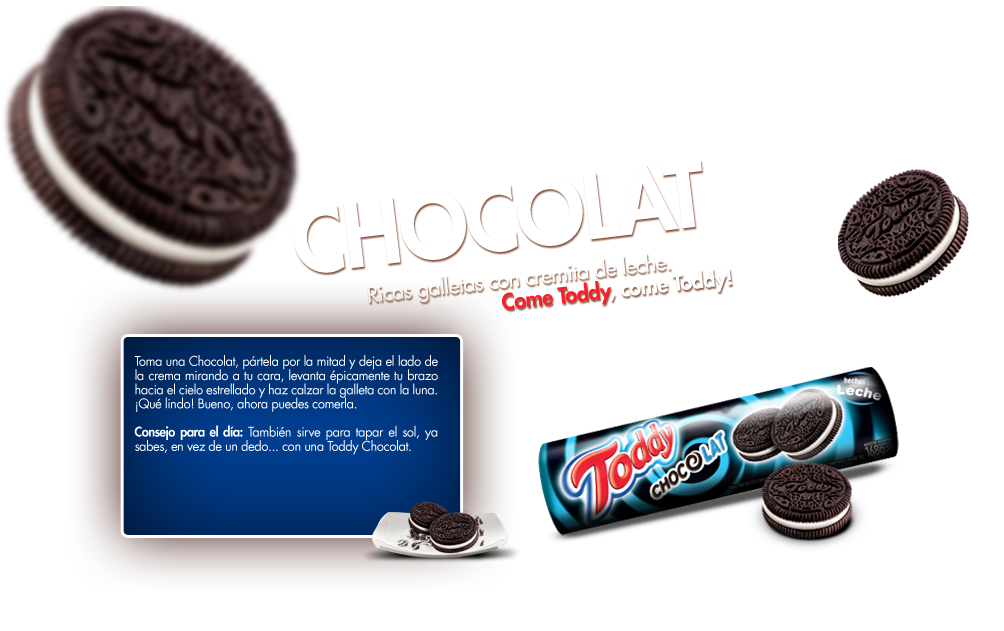 CHOCOLAT
Ricas galletas con cremita de leche.
Come Toddy, come Toddy!
Toma una Chocolat, pártela por la mitad y deja el lado de
la crema mirando a tu cara, levanta épicamente tu brazo
hacia el cielo estrellado y haz calzar la galleta con la luna.
¡Qué lindo! Bueno, ahora puedes comerla.
Consejo para el día: También sirve para tapar el sol, ya
sabes, en vez de un dedo... con una Toddy Chocolat.
Toddy
hechas
Leche
Toddy
CHOCOLAT
168g